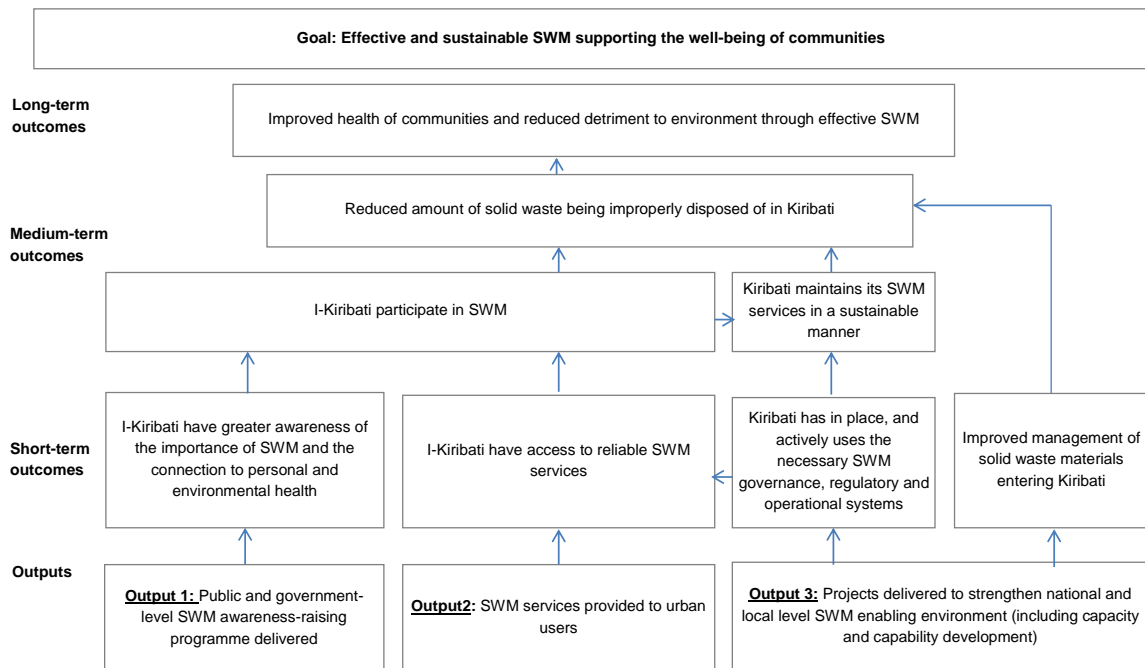 Goal: Effective and sustainable SWM supporting the well-being of communities
Long-term
outcomes
Improved health of communities and reduced detriment to environment through effective SWM
Reduced amount of solid waste being improperly disposed of in Kiribati
Medium-term
outcomes
I-Kiribati participate in SWM
Kiribati maintains its SWM
services in a sustainable
manner
Short-term
outcomes
I-Kiribati have greater awareness of
the importance of SWM and the
connection to personal and
environmental health
I-Kiribati have access to reliable SWM
services
Kiribati has in place, and
actively uses the
necessary SWM
governance, regulatory and
operational systems
Improved management of
solid waste materials
entering Kiribati
Outputs
Output 1: Public and government-
level SWM awareness-raising
programme delivered
Output2: SWM services provided to urban
users
Output 3: Projects delivered to strengthen national and
local level SWM enabling environment (including capacity
and capability development)